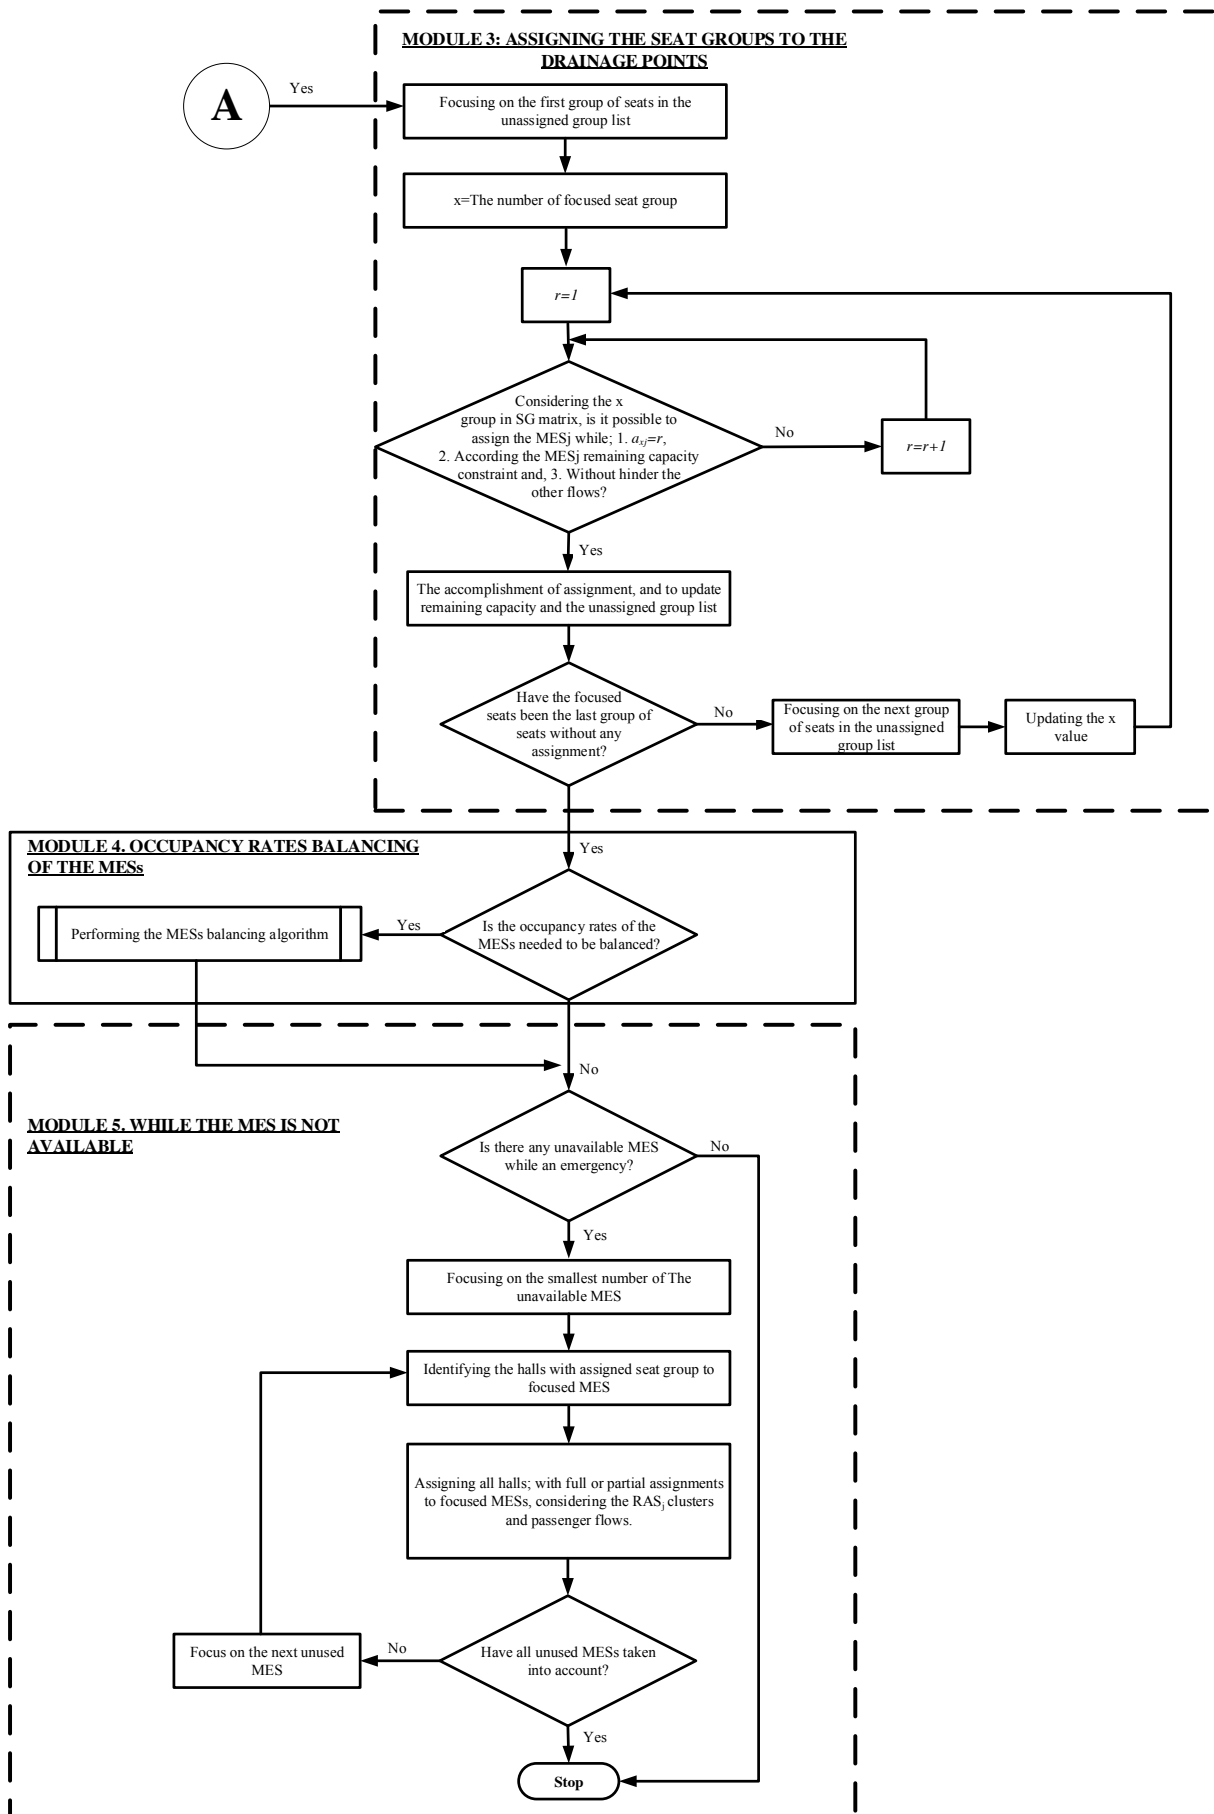 MODULE 3: ASSIGNING THE SEAT GROUPS TO THE
DRAINAGE POINTS
A
Yes
Focusing on the first group of seats in the
unassigned group list
x=The number of focused seat group
r=1
Considering the x
group in SG matrix, is it possible to
assign the MESj while; 1. axj=r,
2. According the MESj remaining capacity
constraint and, 3. Without hinder the
other flows?
No
r=r+1
Yes
The accomplishment of assignment, and to update
remaining capacity and the unassigned group list
Have the focused
seats been the last group of
seats without any
assignment?
No
Focusing on the next group
of seats in the unassigned
group list
Updating the x
value
Yes
MODULE 4. OCCUPANCY RATES BALANCING
OF THE MESs
Performing the MESs balancing algorithm
Yes
Is the occupancy rates of the
MESs needed to be balanced?
No
MODULE 5. WHILE THE MES IS NOT
AVAILABLE
Is there any unavailable MES
while an emergency?
No
Yes
Focusing on the smallest number of The
unavailable MES
Identifying the halls with assigned seat group to
focused MES
Assigning all halls; with full or partial assignments
to focused MESs, considering the RASj clusters
and passenger flows.
Focus on the next unused
MES
No
Have all unused MESs taken
into account?
Yes
Stop